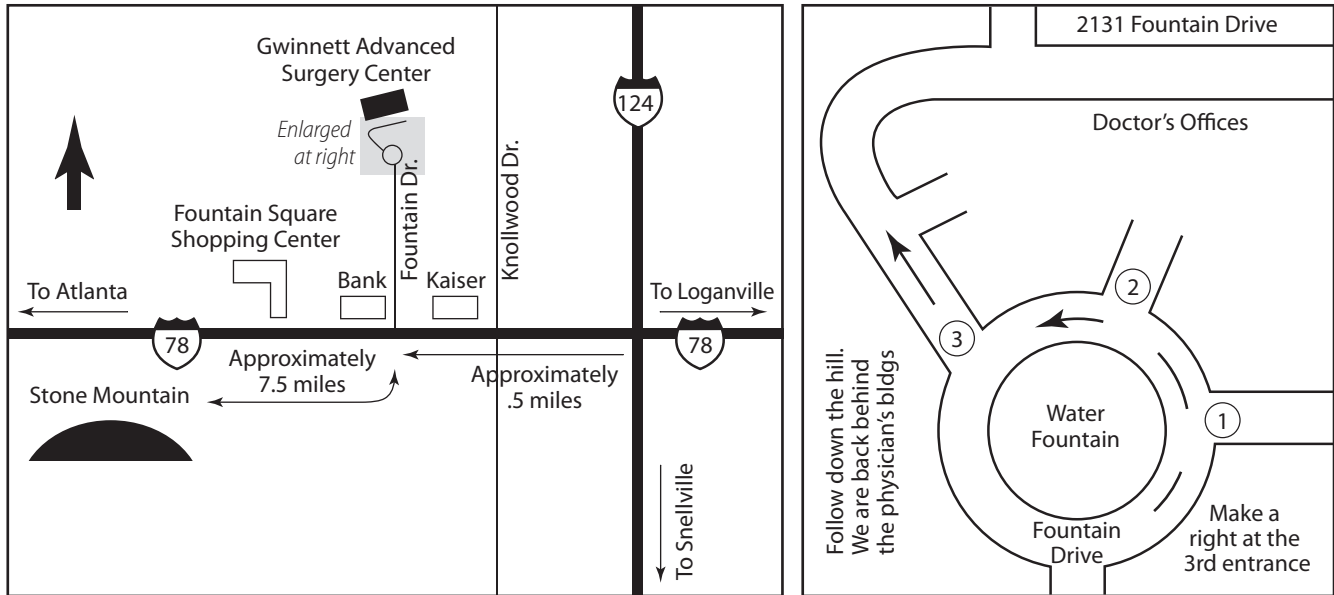 Gwinnett Advanced
Surgery Center
124
Enlarged
at right
Fountain Dr.
Knollwood Dr.
Fountain Square
Shopping Center
Bank
Kaiser
To Atlanta
To Loganville
78
78
Approximately
7.5 miles
Approximately
.5 miles
Stone Mountain
To Snellville
2131 Fountain Drive
Doctor’s Offices
2
3
1
Water
Fountain
Follow down the hill.
We are back behind
the physician’s bldgs
Fountain
Drive
Make a
right at the
3rd entrance